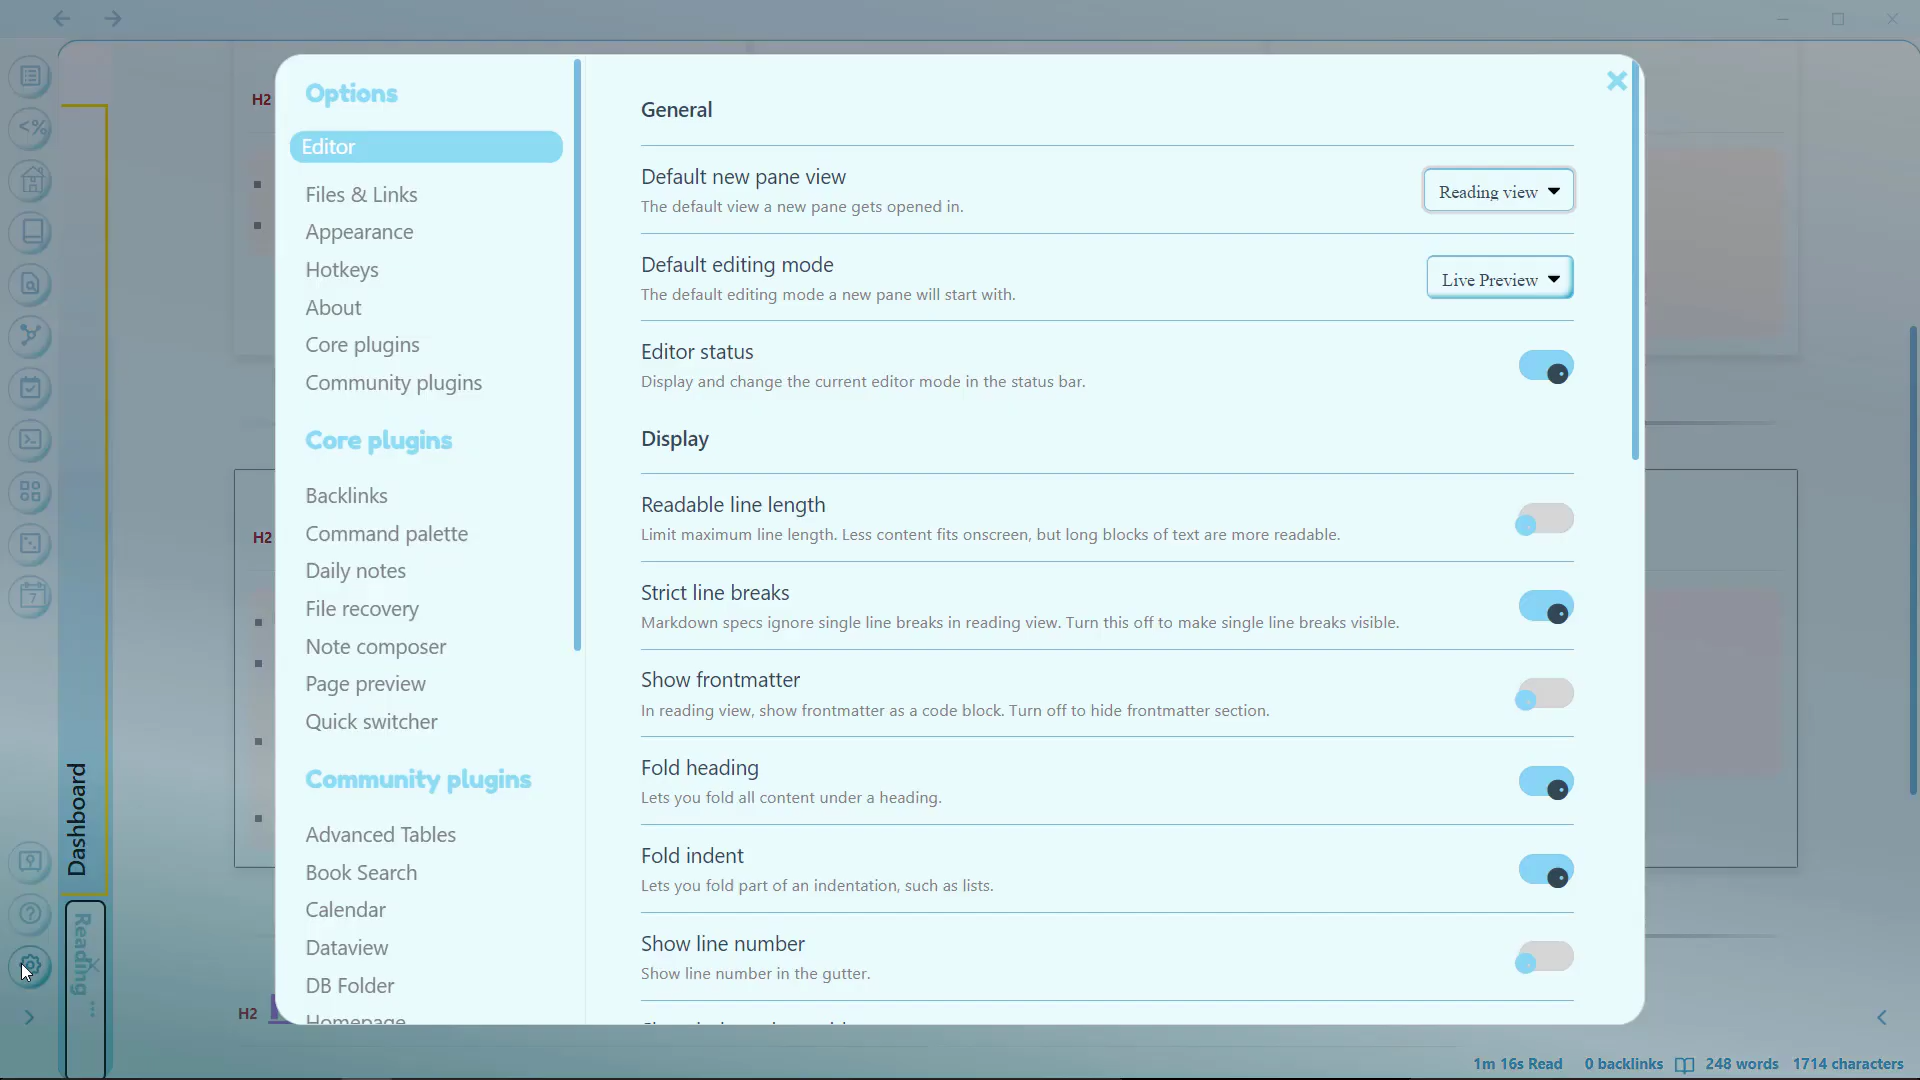 Options
Editor
Files & Links
Appearance
Hotkeys
About
Core plugins
Community plugins
Core plugins
Backlinks
Command palette
Daily notes
File recovery
Note composer
Page preview
Quick switcher
Community plugins
Advanced Tables
Book Search
Calendar
Dataview
DB Folder
Homepage
General
Default new pane view
The default view a new pane gets opened in.
Reading view
Default editing mode
The default editing mode a new pane will start with.
Live Preview
Editor status
Display and change the current editor mode in the status bar.
Display
Readable line length
Limit maximum line length. Less content fits onscreen, but long blocks of text are more readable.
Strict line breaks
Markdown specs ignore single line breaks in reading view. Turn this off to make single line breaks visible.
Show frontmatter
In reading view, show frontmatter as a code block. Turn off to hide frontmatter section.
Fold heading
Lets you fold all content under a heading.
Fold indent
Lets you fold part of an indentation, such as lists.
Show line number
Show line number in the gutter.
H2
H2
H2
<%
7
Dashboard
Reading ...
1m 16s Read 0 backlinks 248 words 1714 characters